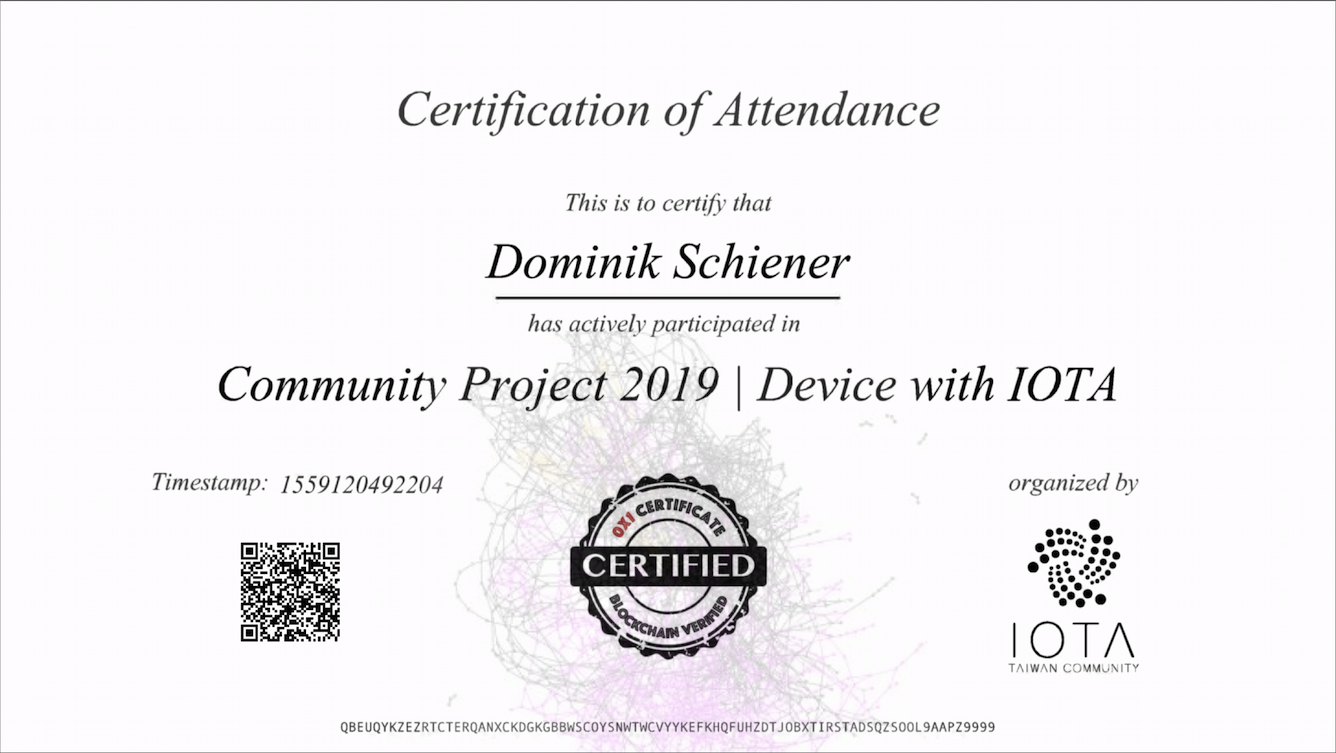 Certification of Attendance
This is to certify that
Dominik Schiener
has actively participated in
Community Project 2019 | Device with IOTA
Timestamp: 1559120492204
organized by
0X1 CERTIFICATE
CERTIFIED
BLOCKCHAIN VERIFIED
IOTA
TAIWAN COMMUNITY
QBEUQYKZEZRTCTERQANXCKDGKGBBWSCOYSNWTWCVYYKEFKHQFUHZDTJOBXTIRSTADSQZSOOL9AAPZ9999